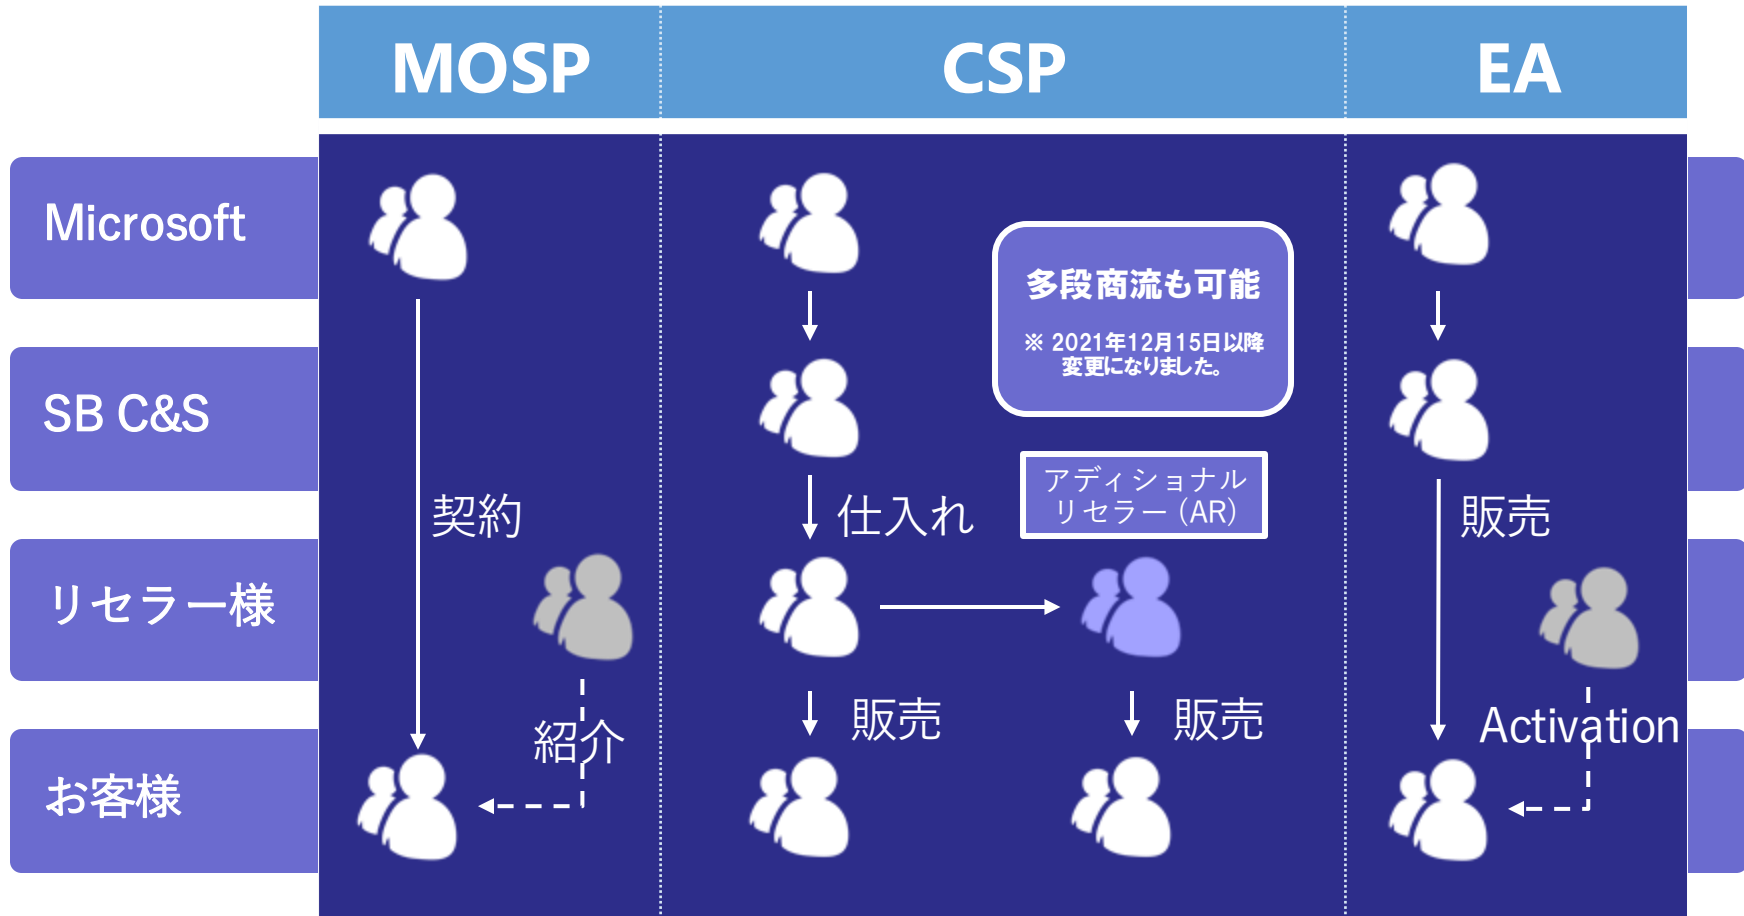 MOSP
CSP
EA
Microsoft
多段商流も可能
※ 2021年12月15日以降
変更になりました。
SB C&S
契約
仕入れ
アディショナル
リセラー(AR)
販売
リセラー様
紹介
販売
販売
Activation
お客様